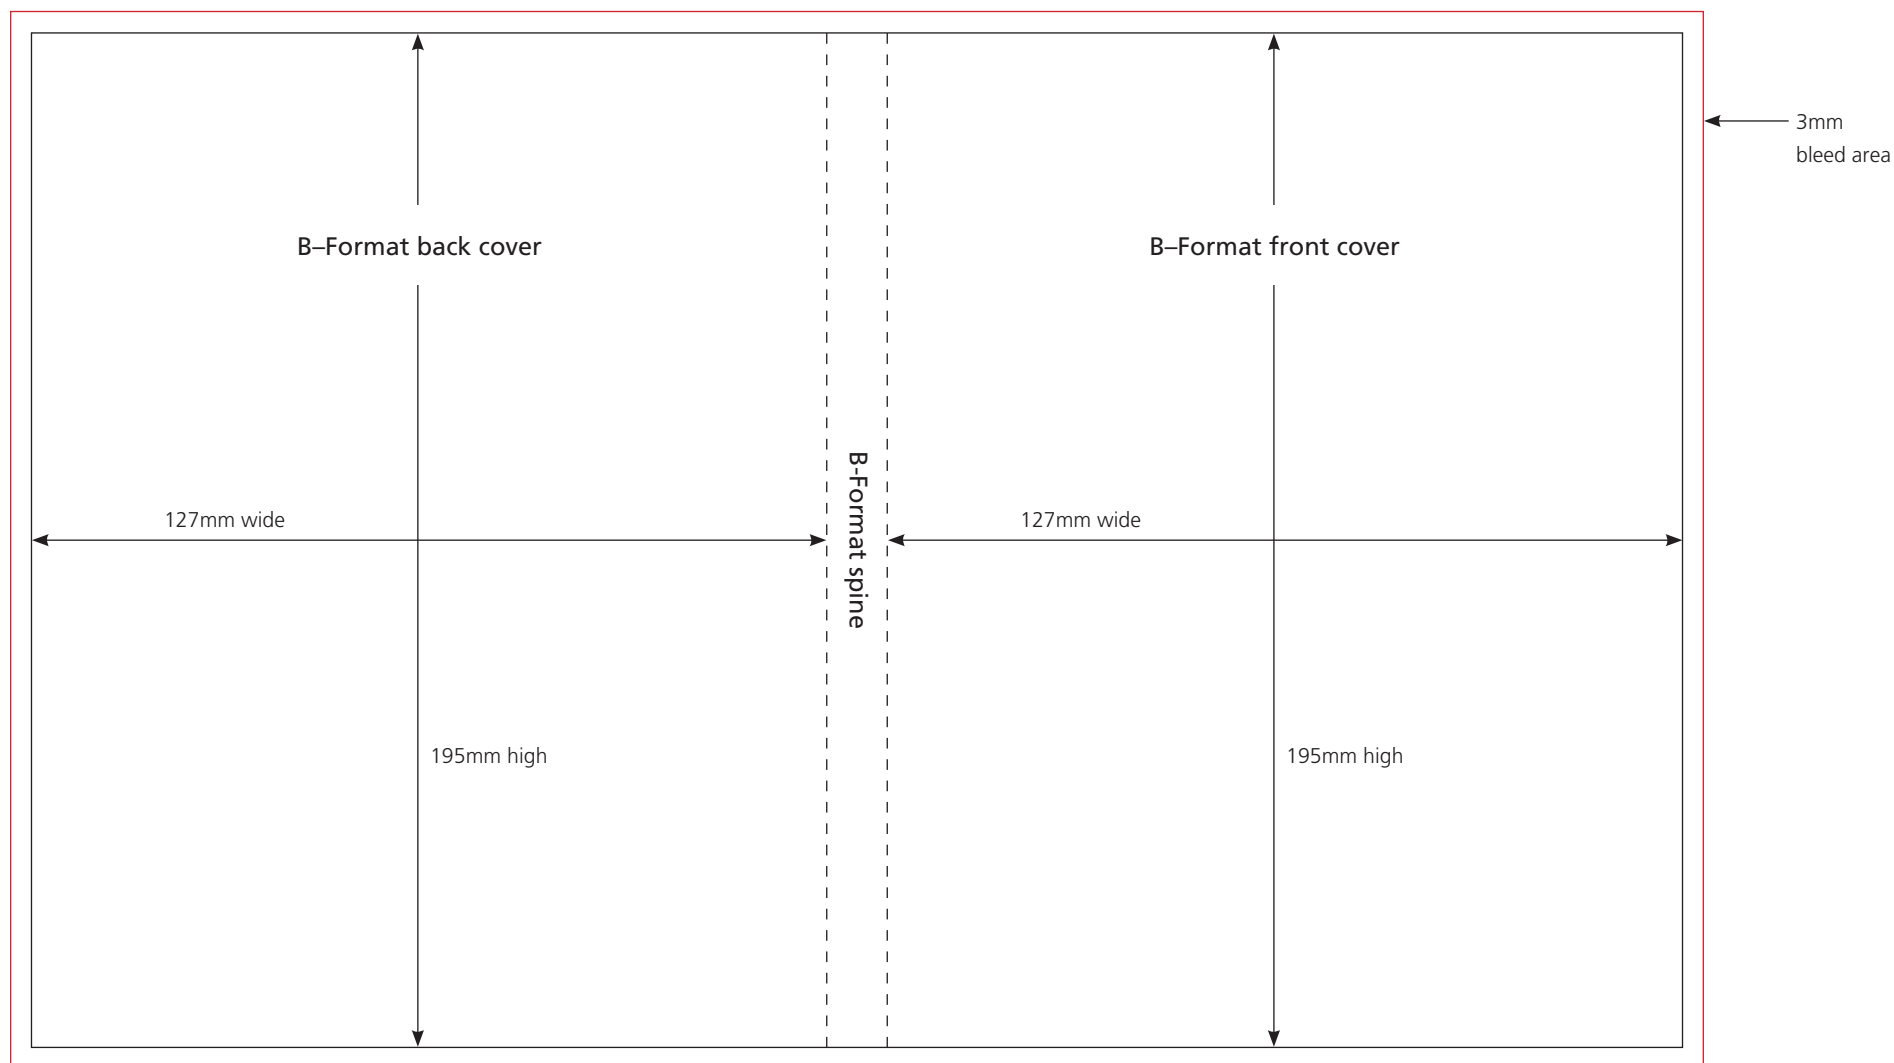 3mm
bleed area
B–Format back cover
B–Format front cover
B-Format spine
127mm wide
127mm wide
195mm high
195mm high